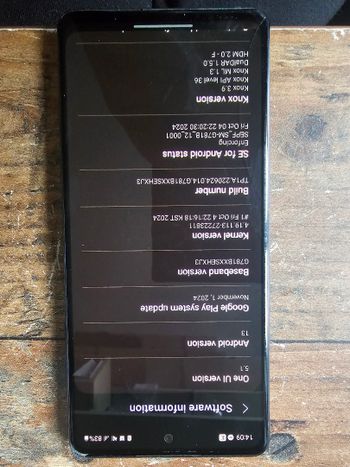 14:09
83%
Software information
One UI version
5.1
Android version
13
Google Play system update
November 1, 2024
Baseband version
G781BXXSEHXJ3
Kernel version
4.19.113-27223811
#1 Fri Oct 4 22:16:18 KST 2024
Build number
TP1A.220624.014.G781BXXSEHXJ3
SE for Android status
Enforcing
SEPF_SM-G781B_12_0001
Fri Oct 04 22:20:30 2024
Knox version
Knox 3.9
Knox API level 36
Knox ML 1.3
DualDAR 1.5.0
HDM 2.0 - F